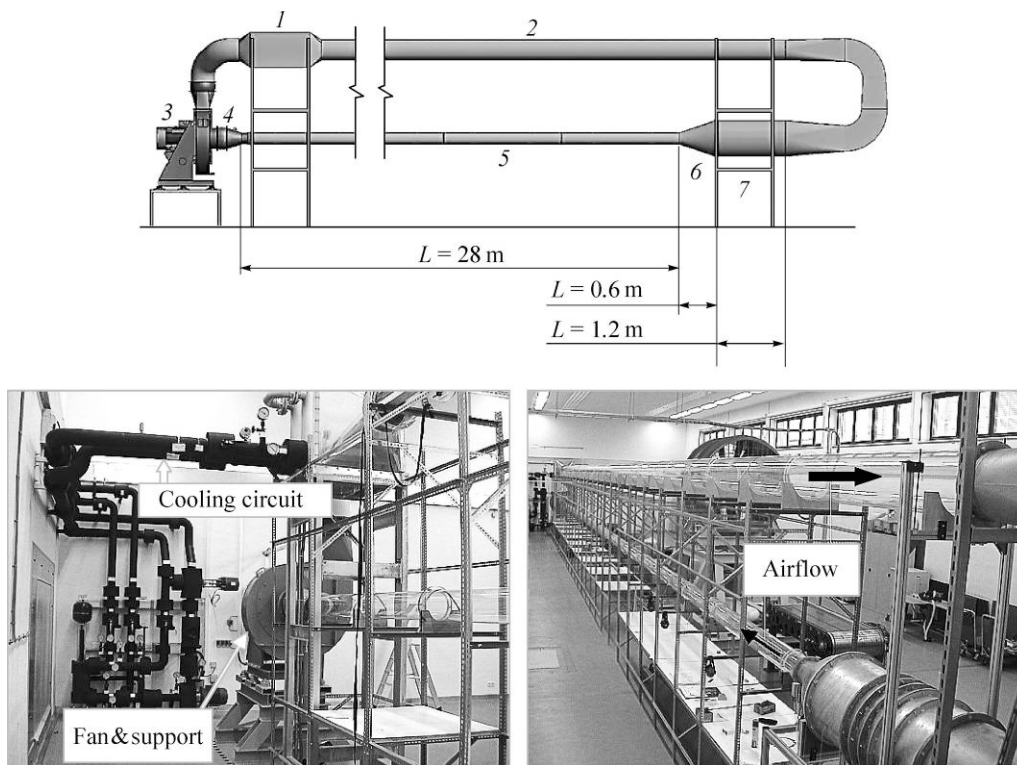 1
2
3
4
5
6
7
L = 28 m
L = 0.6 m
L = 1.2 m
Cooling circuit
Fan&support
Airflow